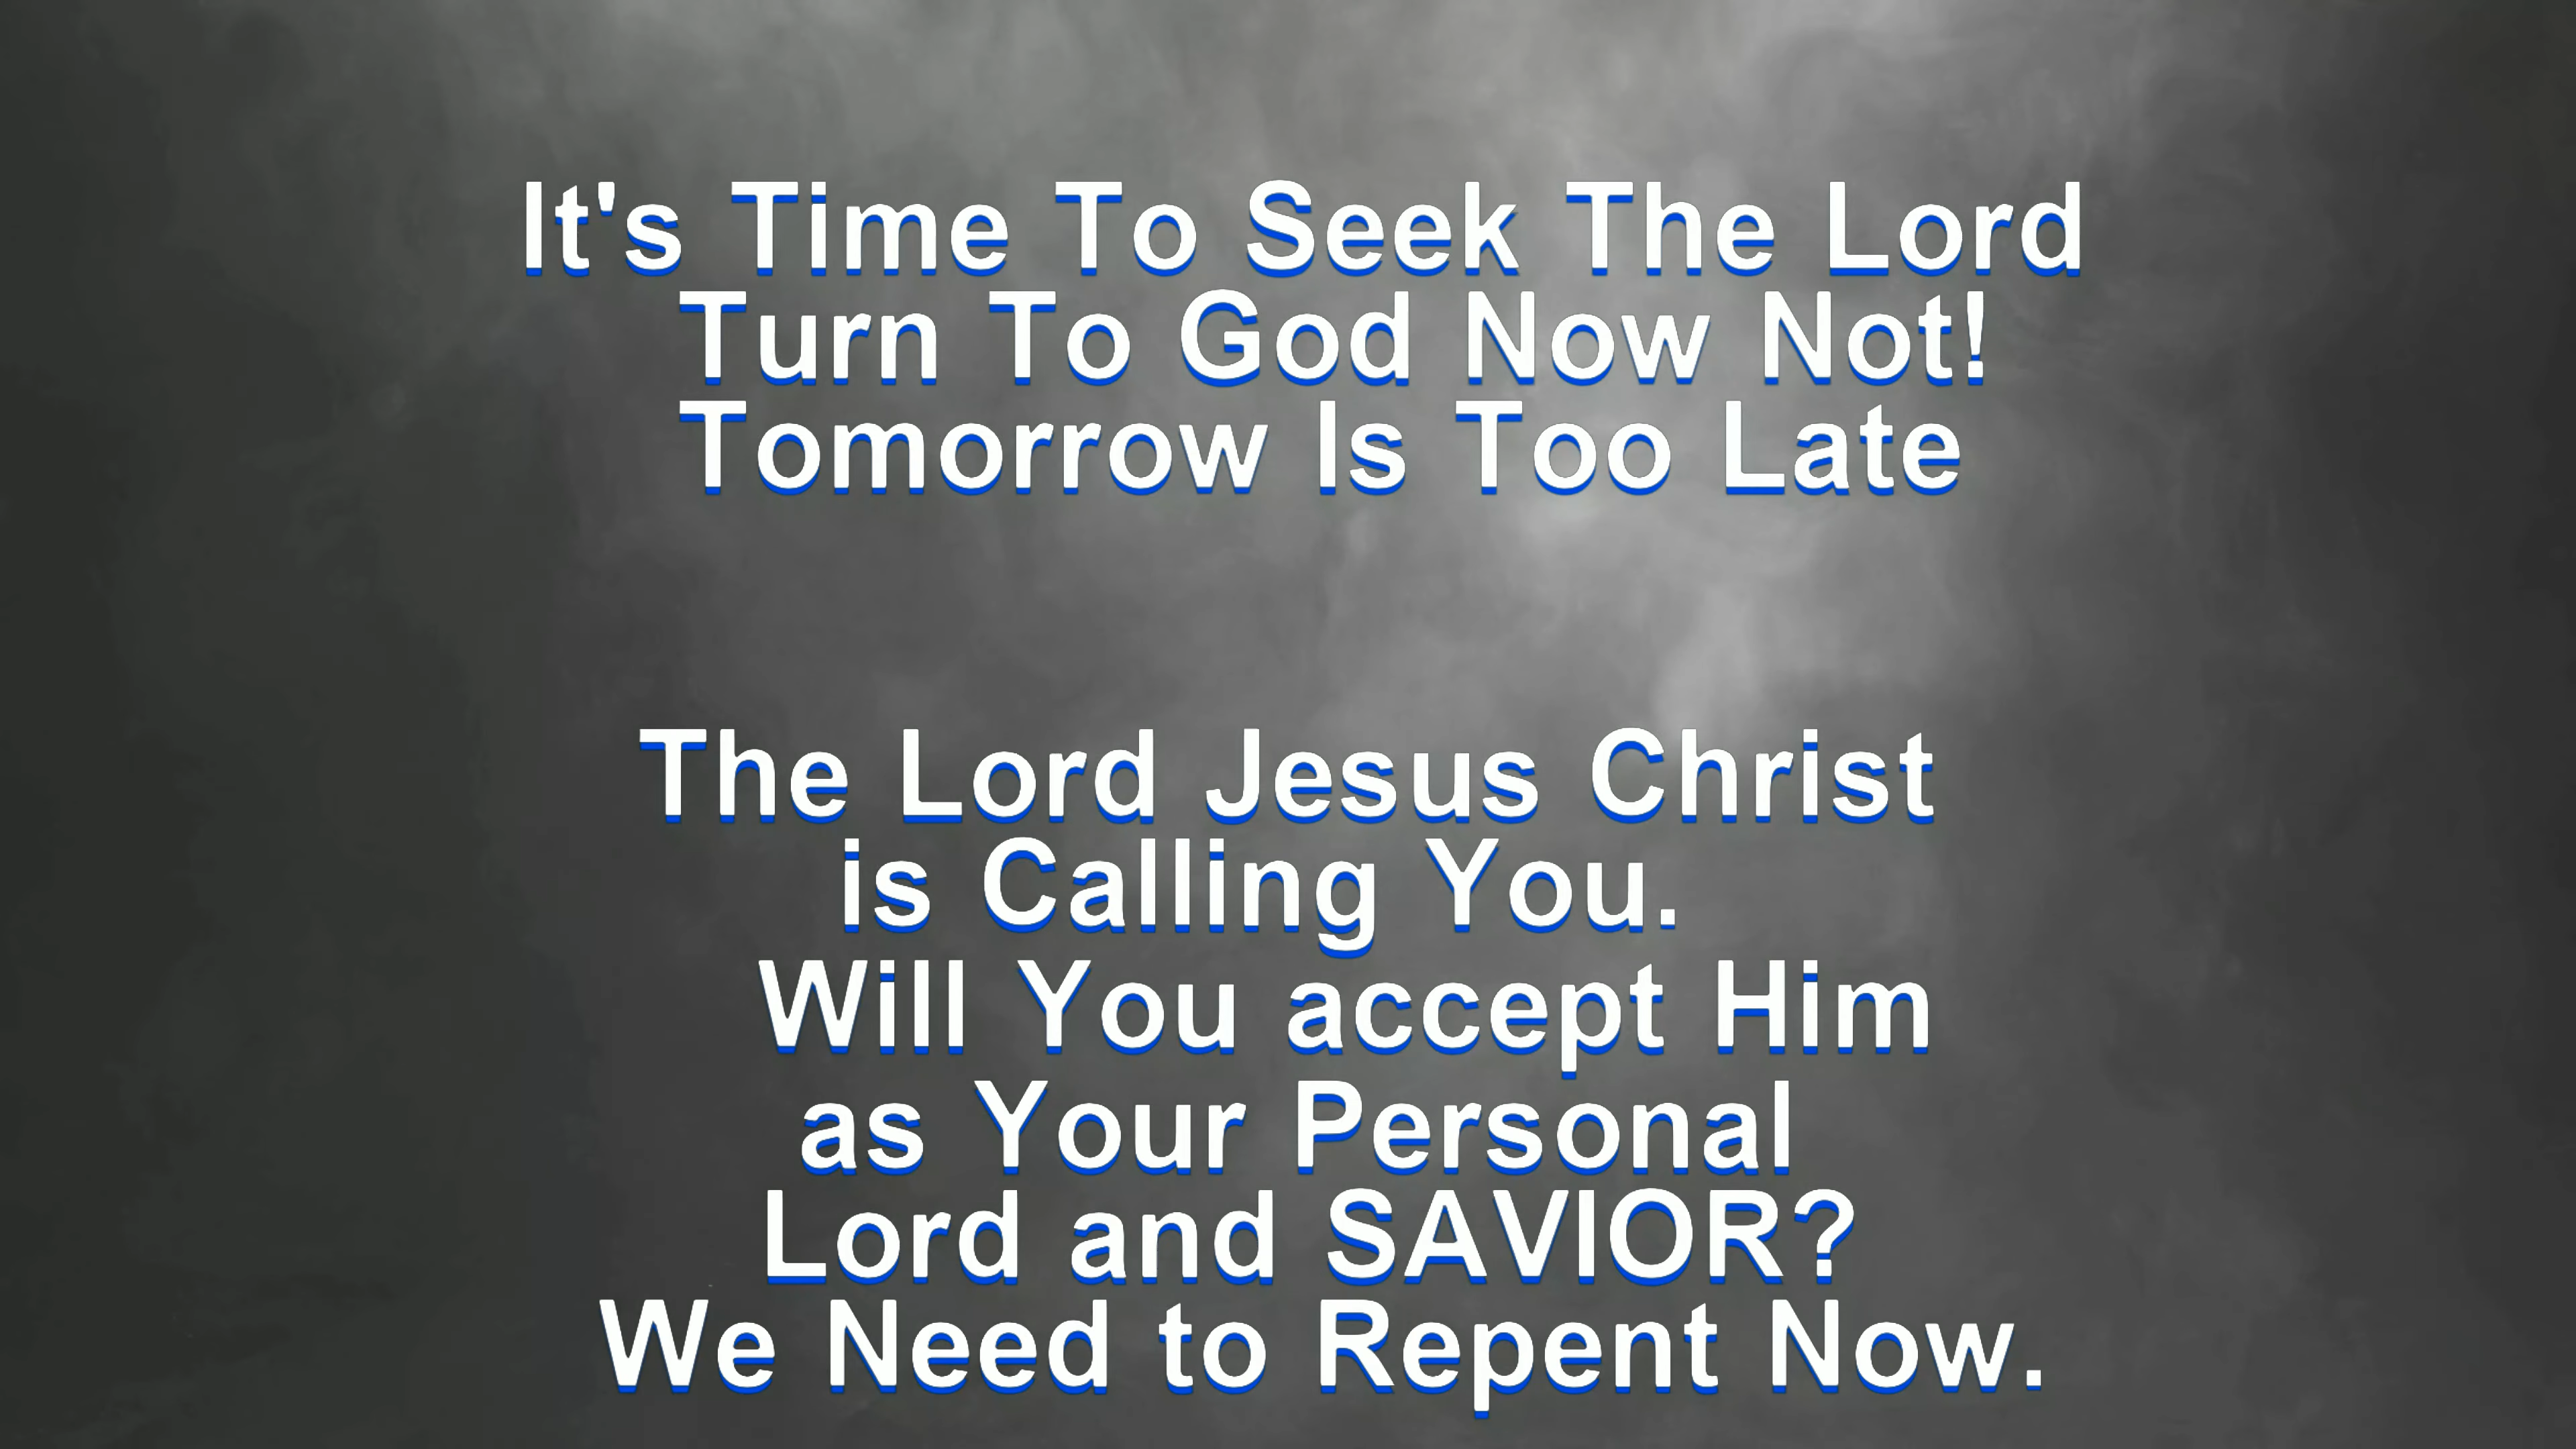 It's Time To Seek The Lord
Turn To God Now Not!
Tomorrow Is Too Late
The Lord Jesus Christ
is Calling You.
Will You accept Him
as Your Personal
Lord and SAVIOR?
We Need to Repent Now.